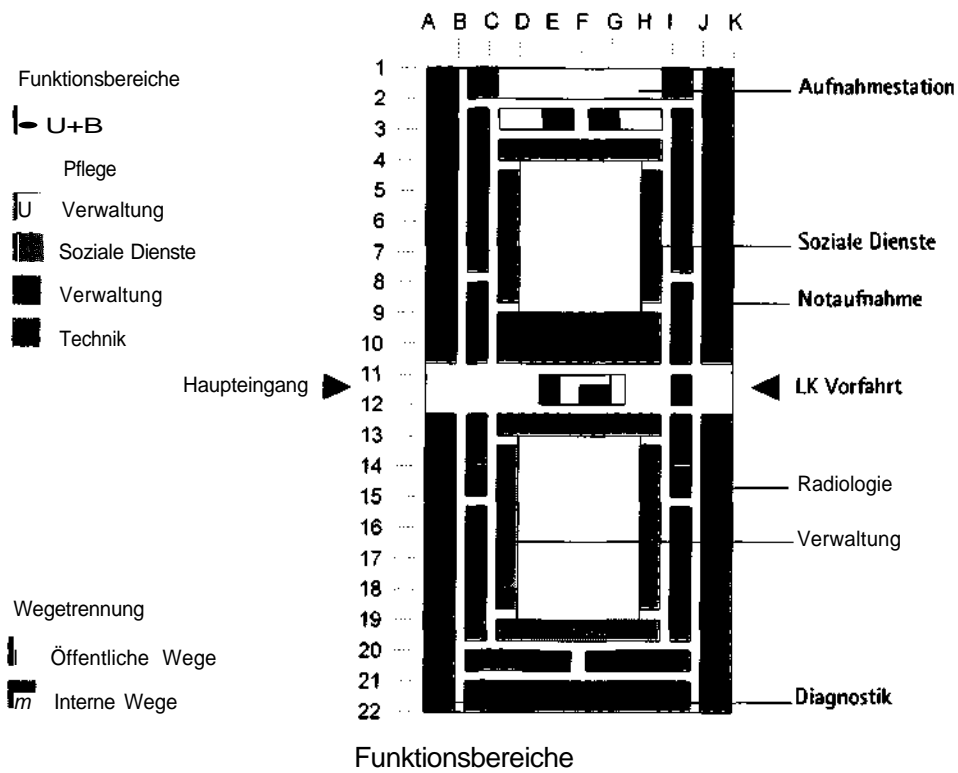 A B C D E F G H I J K
Funktionsbereiche
U+B
Pflege
U Verwaltung
Soziale Dienste
Verwaltung
Technik
Haupteingang
Wegetrennung
Öffentliche Wege
m Interne Wege
1
2
3
4
5
6
7
8
9
10
11
12
13
14
15
16
17
18
19
20
21
22
Aufnahmestation
Soziale Dienste
Notaufnahme
LK Vorfahrt
Radiologie
Verwaltung
Diagnostik
Funktionsbereiche